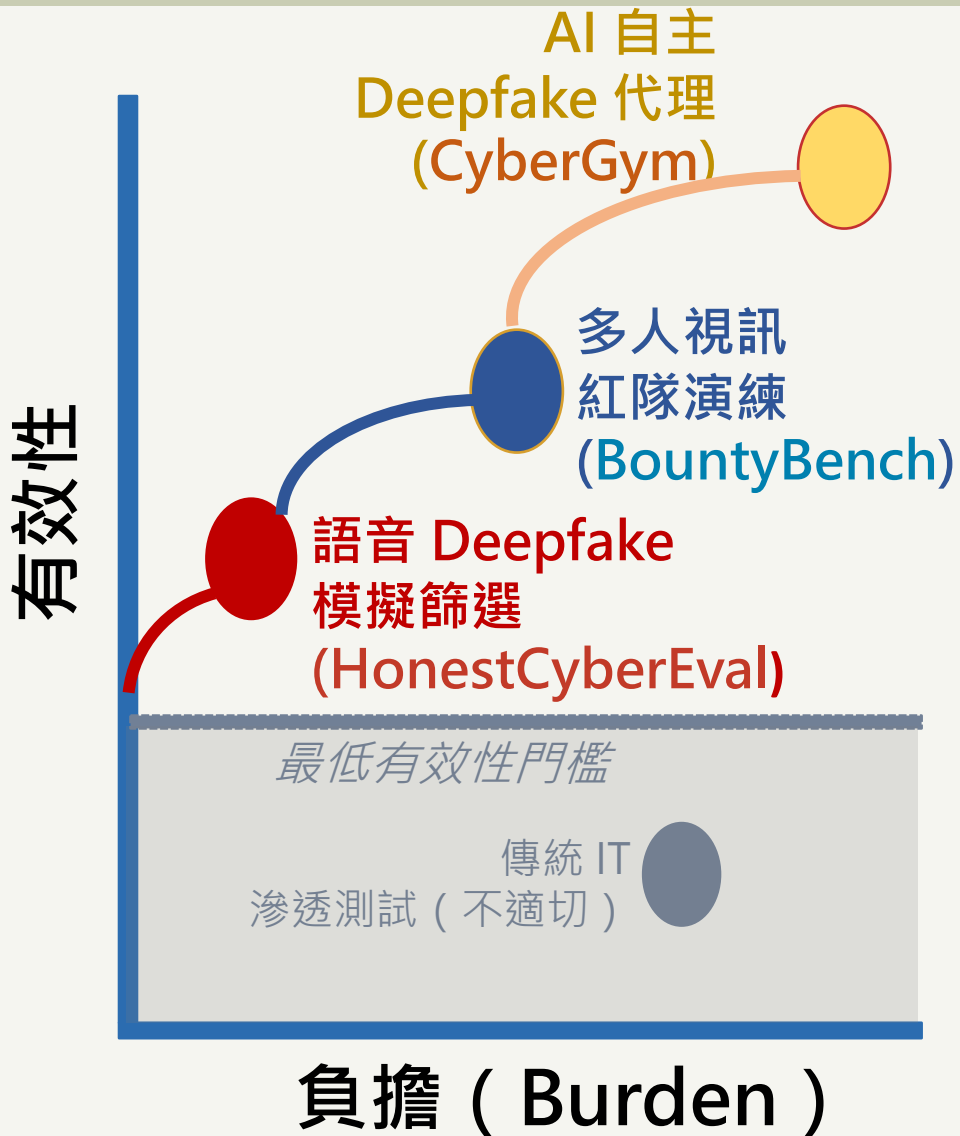 AI 自主
Deepfake 代理
(CyberGym)
多人視訊
紅隊演練
(BountyBench)
有效性
語音 Deepfake
模擬篩選
(HonestCyberEval)
最低有效性門檻
傳統 IT
滲透測試（不適切）
負擔（Burden）